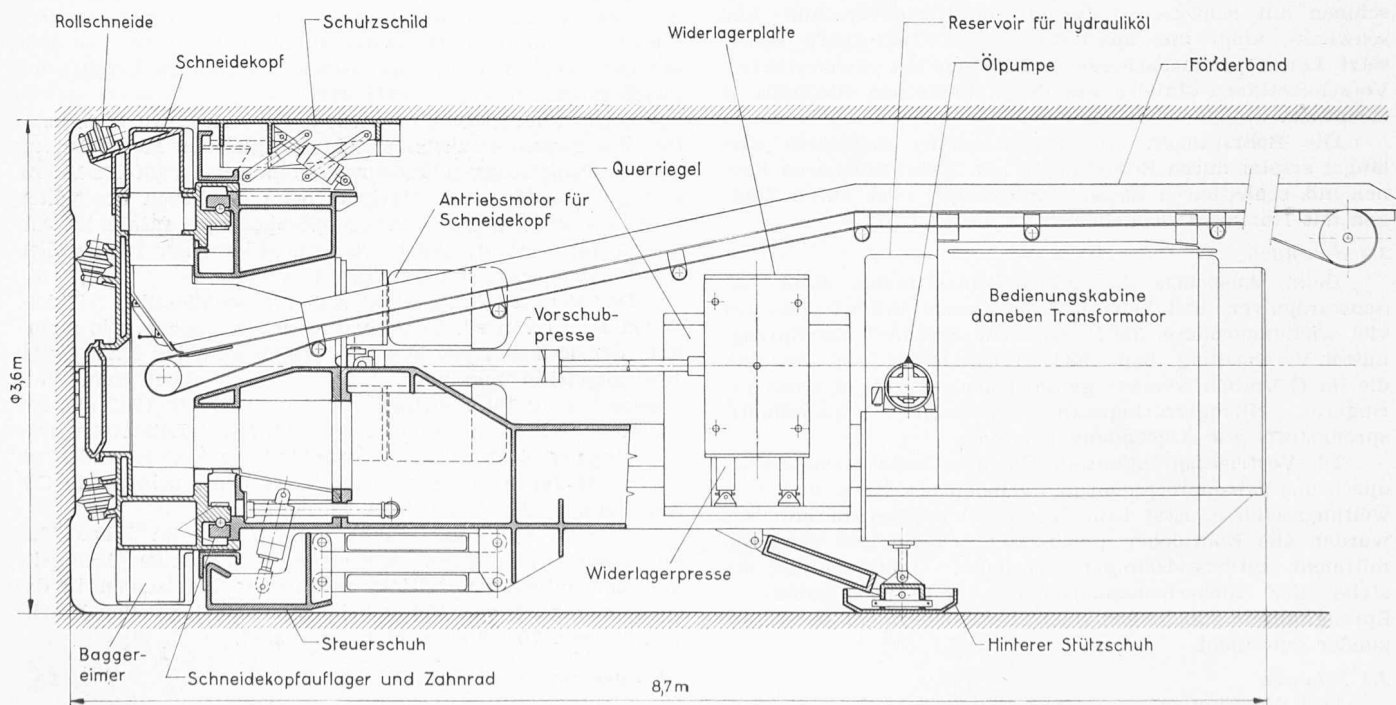 Rollschneide
Schutzschild
Reservoir für Hydrauliköl
Widerlagerplatte
Schneidekopf
Ölpumpe
Förderband
Querriegel
Antriebsmotor für
Schneidekopf
Bedienungskabine
daneben Transformator
Vorschub-
presse
Φ3,6m
Widerlagerpresse
Steuerschuh
Hinterer Stützschuh
Bagger-
eimer
Schneidekopfauflager und Zahnrad
8,7m